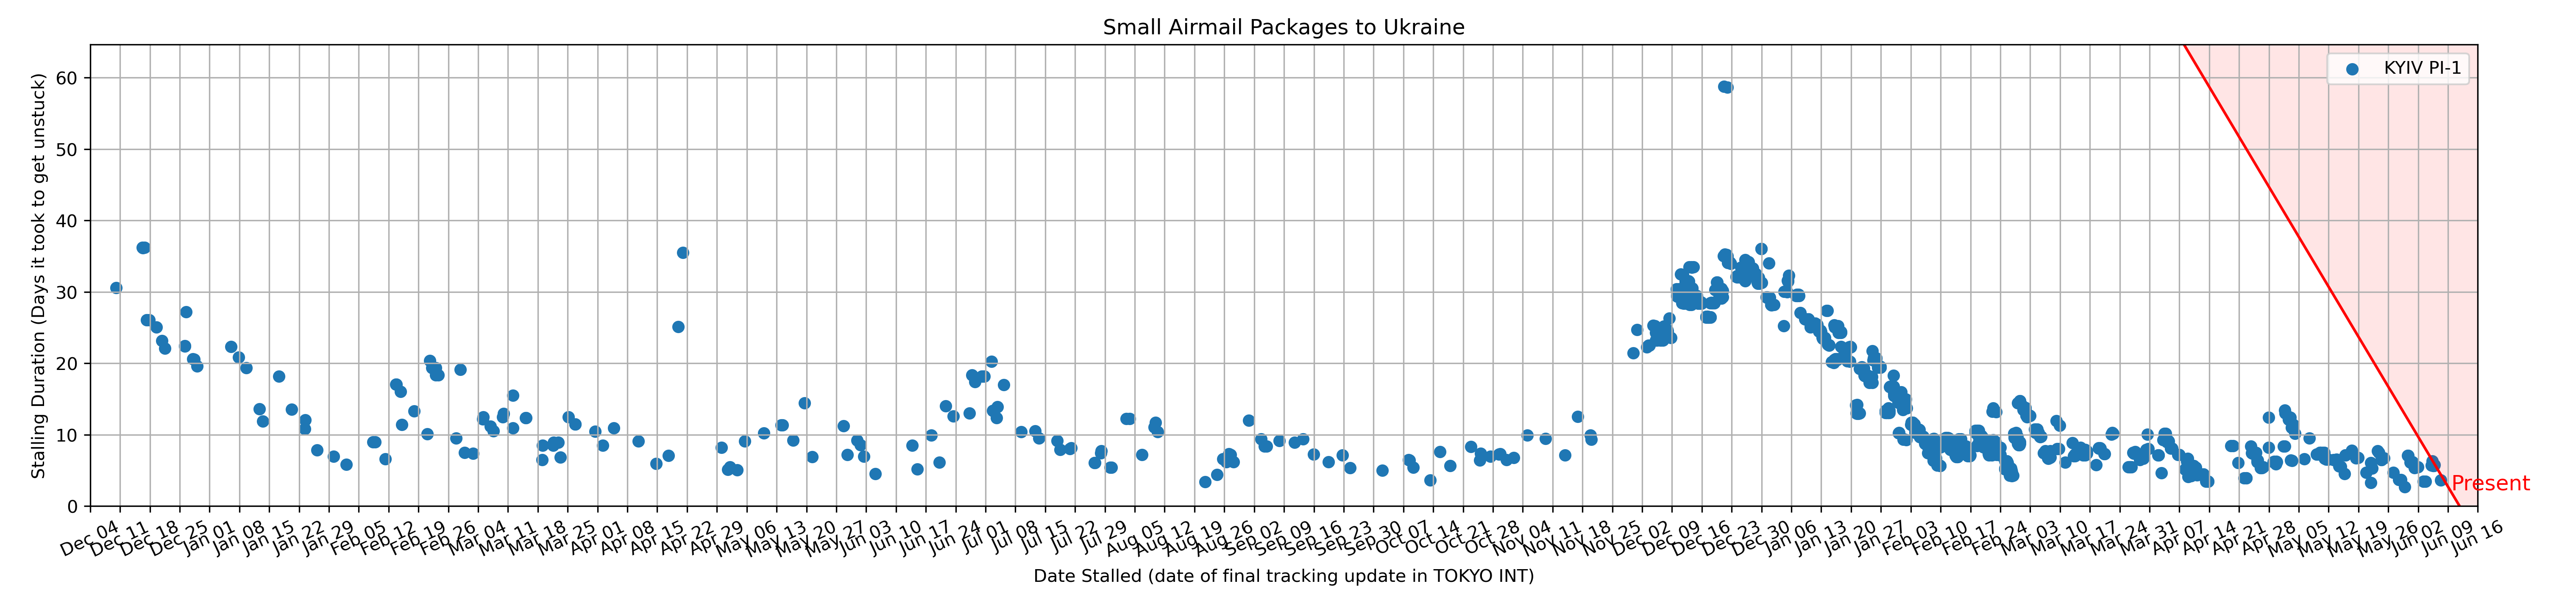 Small Airmail Packages to Ukraine
Stalling Duration (Days it took to get unstuck)
60
50
40
30
20
10
0
KYIV PI-1
Present
Dec 04
Dec 11
Dec 18
Dec 25
Jan 01
Jan 08
Jan 15
Jan 22
Jan 29
Feb 05
Feb 12
Feb 19
Feb 26
Mar 04
Mar 11
Mar 18
Mar 25
Apr 01
Apr 08
Apr 15
Apr 22
Apr 29
May 06
May 13
May 20
May 27
Jun 03
Jun 10
Jun 17
Jun 24
Jul 01
Jul 08
Jul 15
Jul 22
Jul 29
Aug 05
Aug 12
Aug 19
Aug 26
Sep 02
Sep 09
Sep 16
Sep 23
Sep 30
Oct 07
Oct 14
Oct 21
Oct 28
Nov 04
Nov 11
Nov 18
Nov 25
Dec 02
Dec 09
Dec 16
Dec 23
Dec 30
Jan 06
Jan 13
Jan 20
Jan 27
Feb 03
Feb 10
Feb 17
Feb 24
Mar 03
Mar 10
Mar 17
Mar 24
Mar 31
Apr 07
Apr 14
Apr 21
Apr 28
May 05
May 12
May 19
May 26
Jun 02
Jun 09
Jun 16
Date Stalled (date of final tracking update in TOKYO INT)